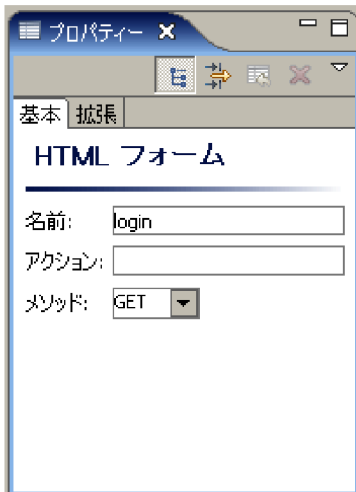 プロパティー
基本 拡張
HTML フォーム
名前: login
アクション:
メソッド: GET